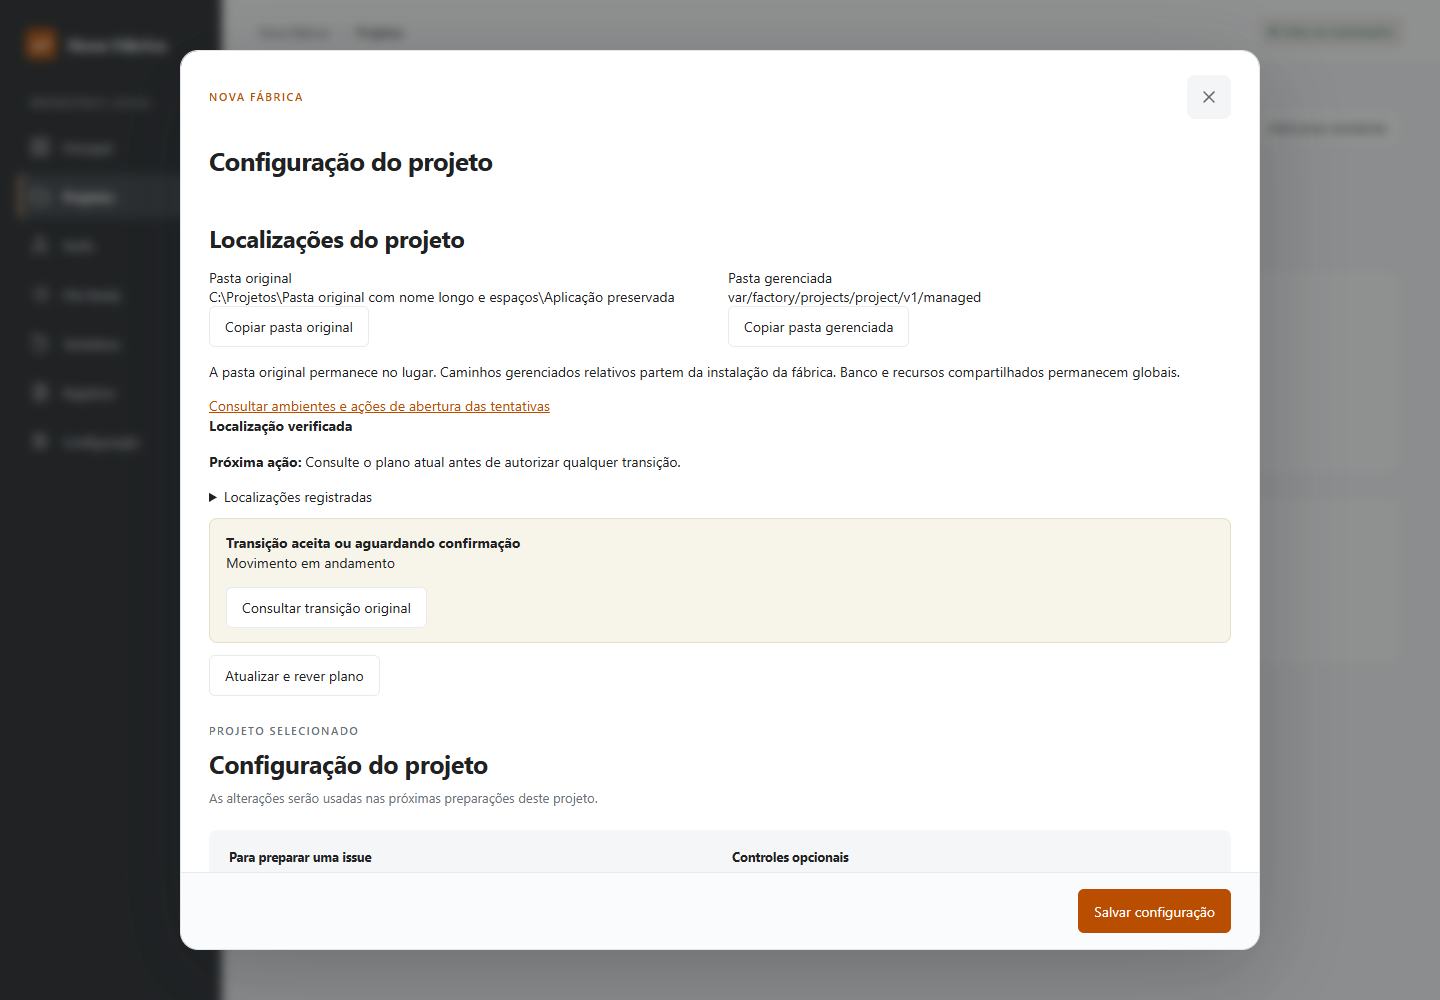 NOVA FÁBRICA
Configuração do projeto
Localizações do projeto
Pasta original
C:\Projetos\Pasta original com nome longo e espaços\Aplicação preservada
Copiar pasta original
Pasta gerenciada
var/factory/projects/project/v1/managed
Copiar pasta gerenciada
A pasta original permanece no lugar. Caminhos gerenciados relativos partem da instalação da fábrica. Banco e recursos compartilhados permanecem globais.
Consultar ambientes e ações de abertura das tentativas
Localização verificada
Próxima ação: Consulte o plano atual antes de autorizar qualquer transição.
Localizações registradas
Transição aceita ou aguardando confirmação
Movimento em andamento
Consultar transição original
Atualizar e rever plano
PROJETO SELECIONADO
Configuração do projeto
As alterações serão usadas nas próximas preparações deste projeto.
Para preparar uma issue
Controles opcionais
Salvar configuração